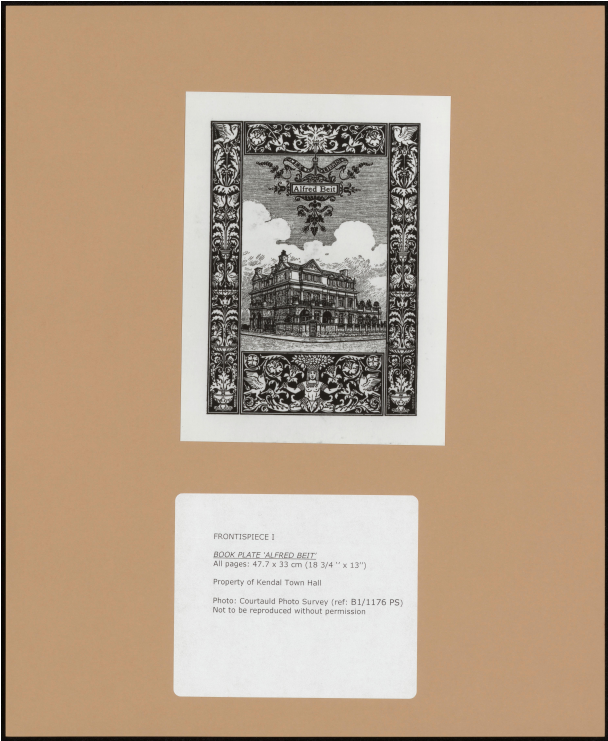 Alfred Beit
FRONTISPIECE I
BOOK PLATE 'ALFRED BEIT'
All pages: 47.7 x 33 cm (18 3/4 '' x 13'')
Property of Kendal Town Hall
Photo: Courtauld Photo Survey (ref: B1/1176 PS)
Not to be reproduced without permission